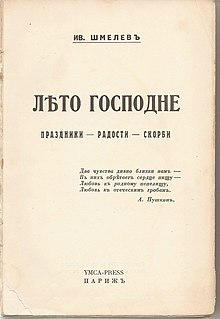 ИВ. ШМЕЛЕВЪ
ЛѢТО ГОСПОДНЕ
ПРАЗДНИКИ — РАДОСТИ — СКОРБИ
Два чувства дивно близки намъ —
Въ нихъ обрѣтаетъ сердце пищу —
Любовь къ родному пепелищу,
Любовь къ отеческимъ гробамъ.
А. Пушкинъ.
YMCA-PRESS
ПАРИЖЪ